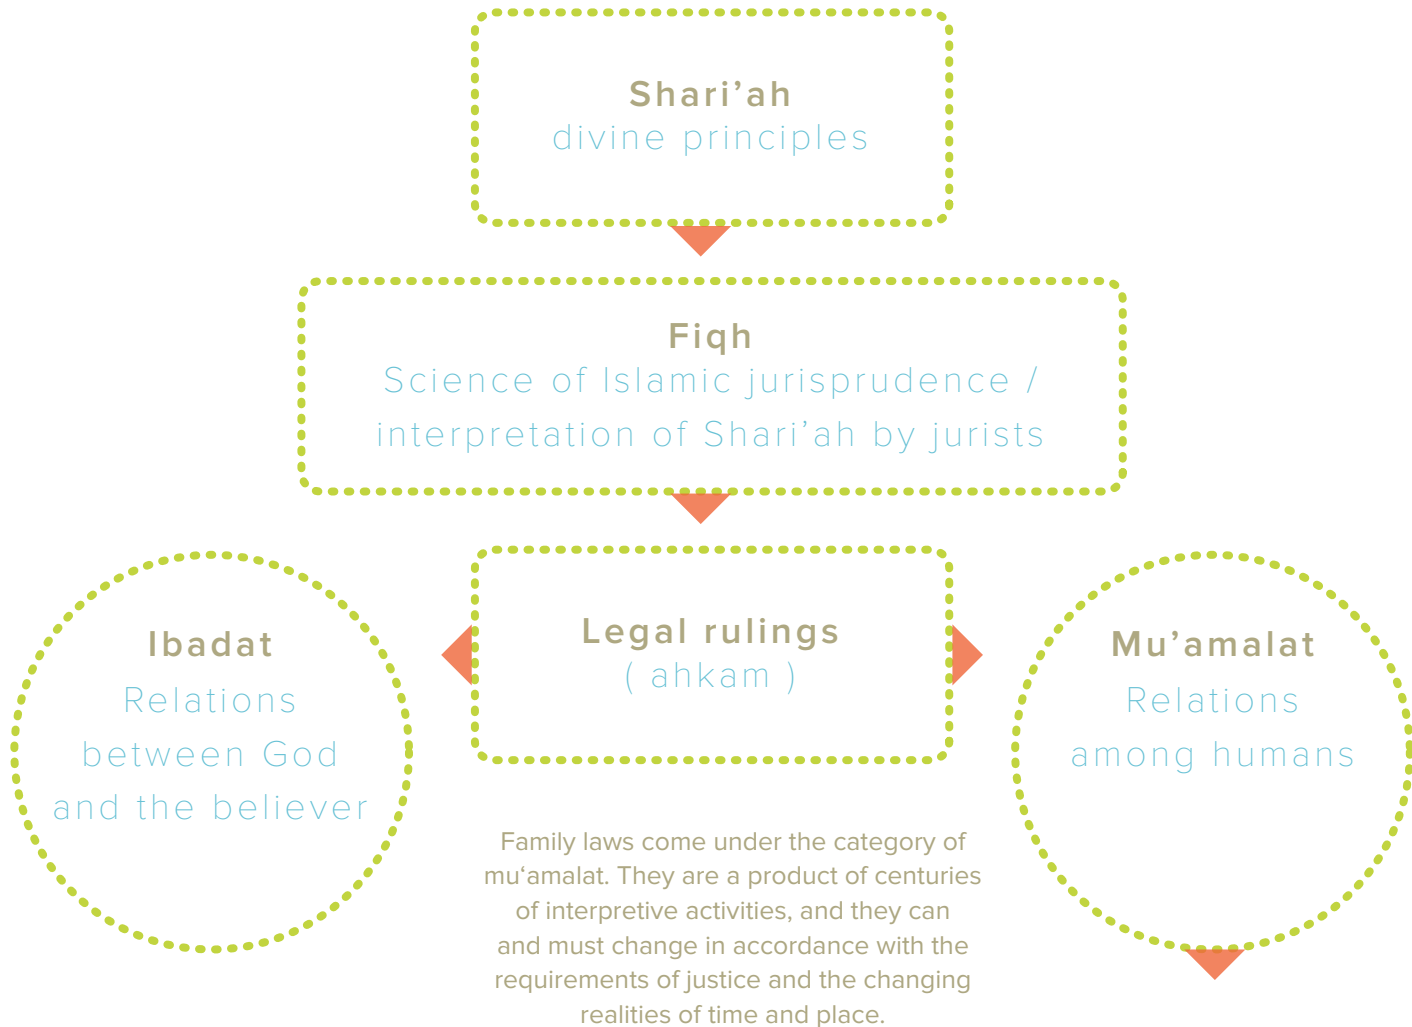 Shari’ah
divine principles
Fiqh
Science of Islamic jurisprudence /
interpretation of Shari’ah by jurists
Legal rulings
( ahkam )
Ibadat
Relations
between God
and the believer
Mu’amalat
Relations
among humans
Family laws come under the category of
mu‘amalat. They are a product of centuries
of interpretive activities, and they can
and must change in accordance with the
requirements of justice and the changing
realities of time and place.